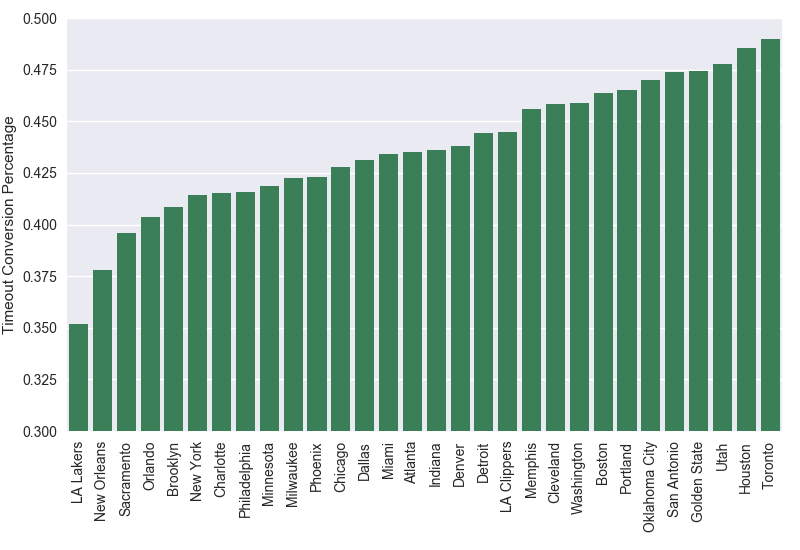 Timeout Conversion Percentage
0.500
0.475
0.450
0.425
0.400
0.375
0.350
0.325
0.300
LA Lakers
New Orleans
Sacramento
Orlando
Brooklyn
New York
Charlotte
Philadelphia
Minnesota
Milwaukee
Phoenix
Chicago
Dallas
Miami
Atlanta
Indiana
Denver
Detroit
LA Clippers
Memphis
Cleveland
Washington
Boston
Portland
Oklahoma City
San Antonio
Golden State
Utah
Houston
Toronto